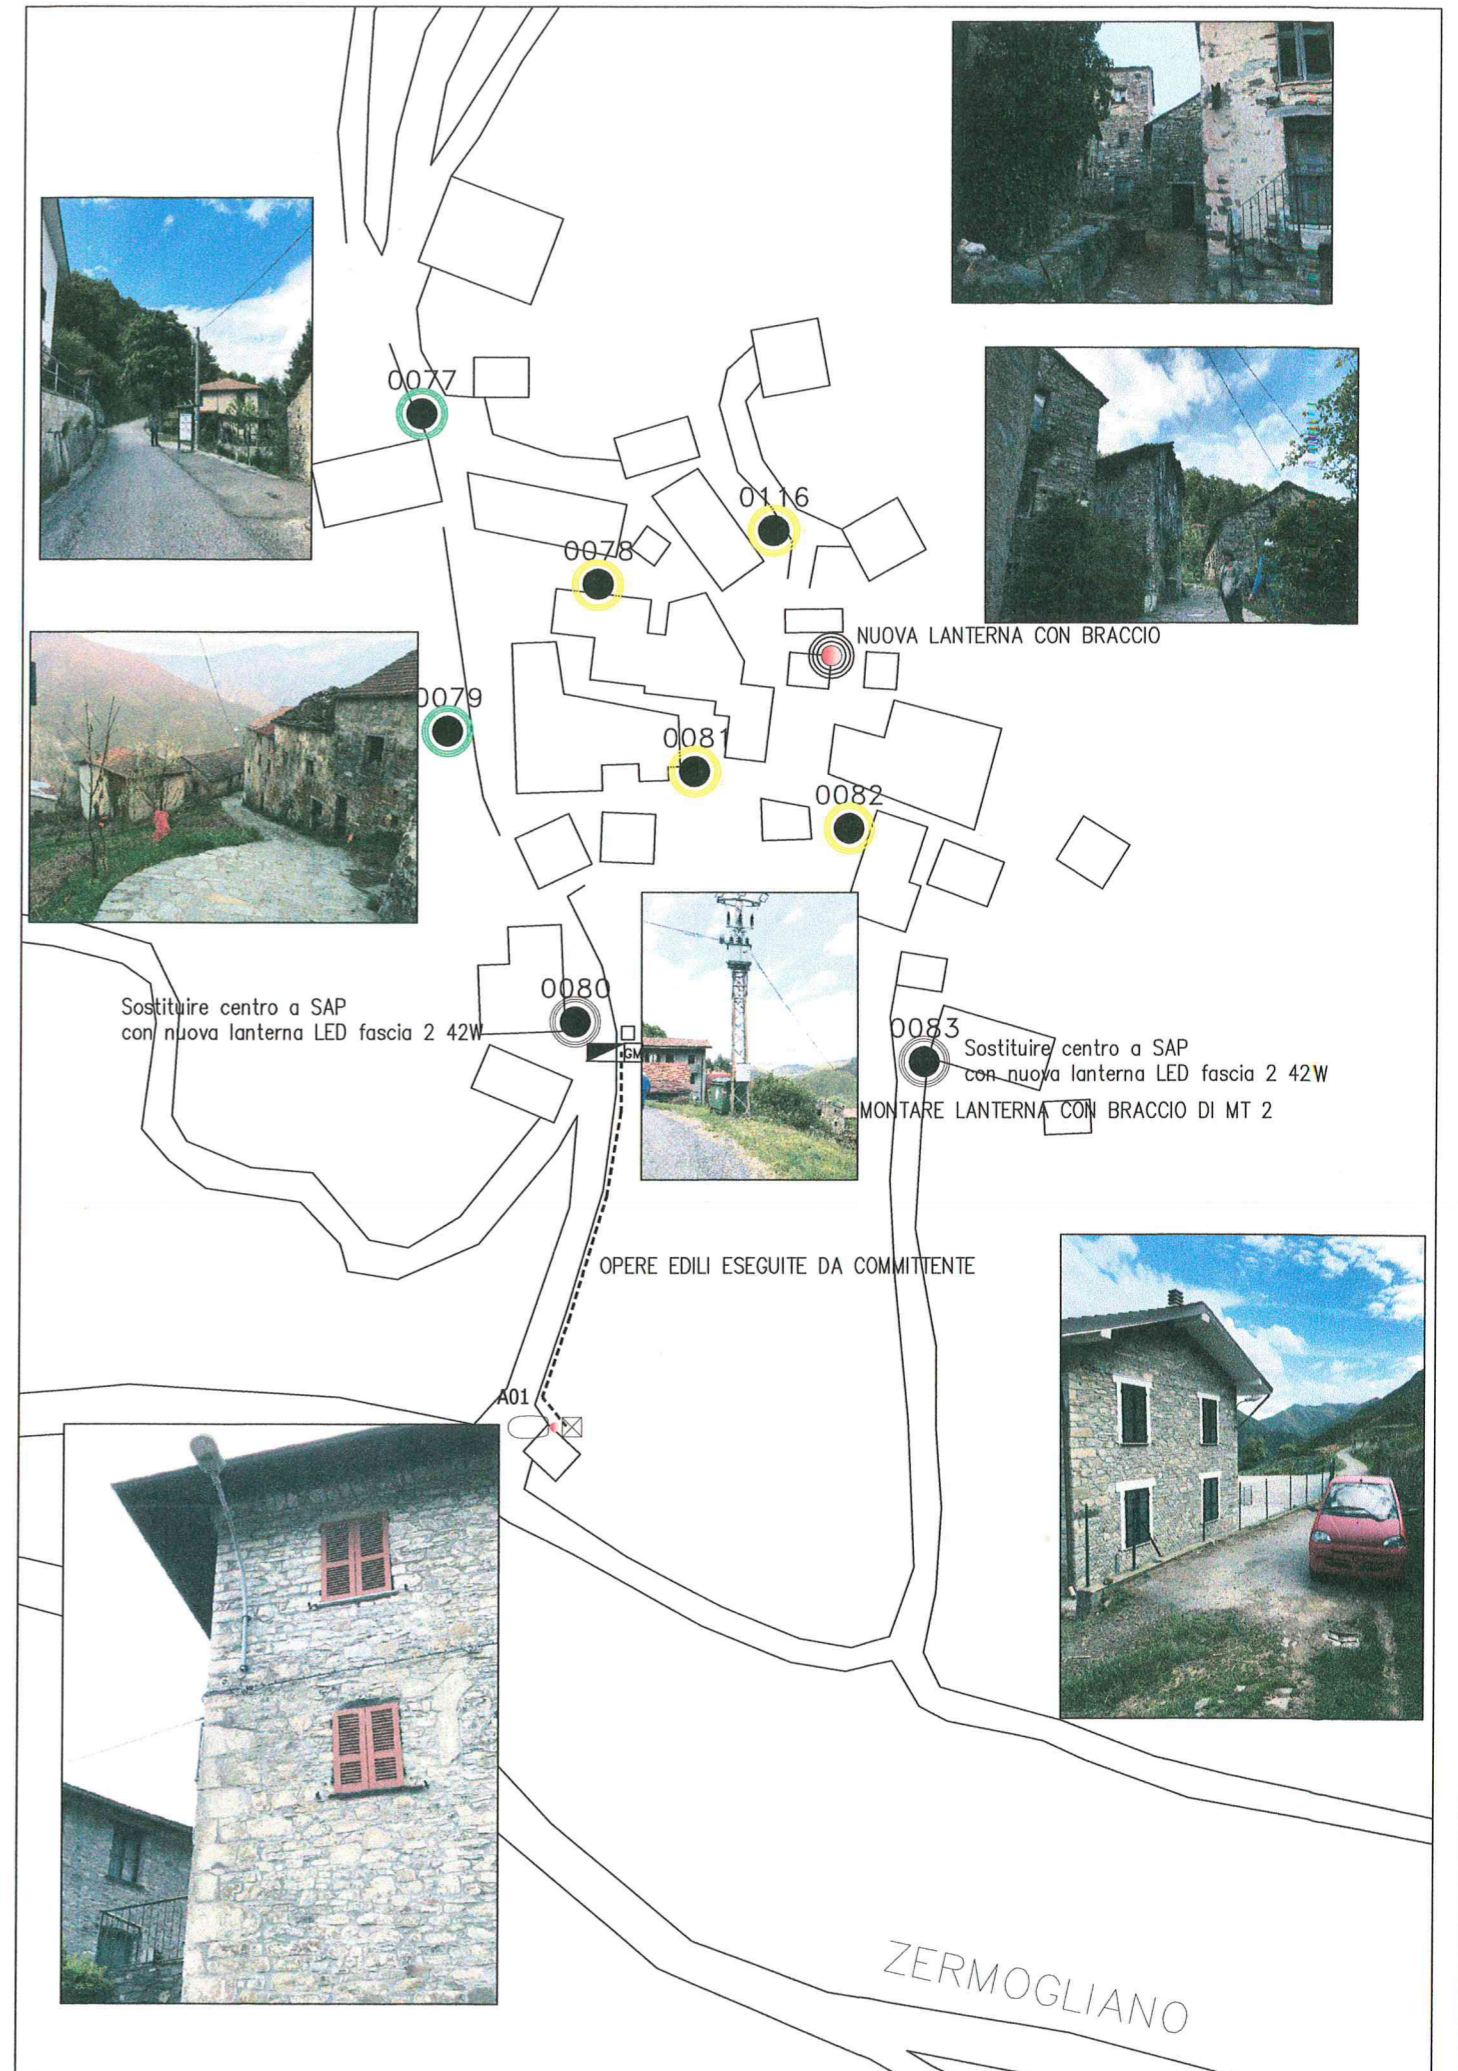 0077
0116
0078
NUOVA LANTERNA CON BRACCIO
0079
0081
0082
0080
Sostituire centro a SAP
con nuova lanterna LED fascia 2 42W
GM
0083
Sostituire centro a SAP
con nuova lanterna LED fascia 2 42W
MONTARE LANTERNA CON BRACCIO DI MT 2
OPERE EDILI ESEGUITE DA COMMITTENTE
A01
ZERMOGLIANO